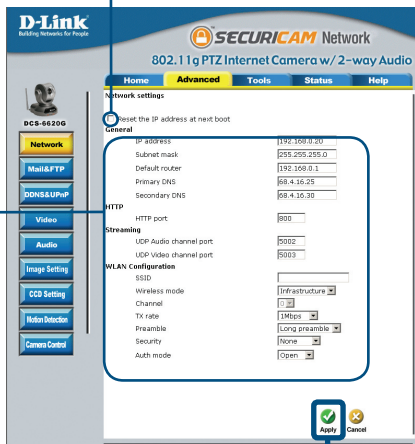 D-Link
Building Networks for People
SECURICAM Network
802.11g PTZ Internet Camera w/2-way Audio
Home Advanced Tools Status Help
DCS-6620G
Network
Mail&FTP
DDNS&UPnP
Video
Audio
Image Setting
CCD Setting
Motion Detection
Camera Control
Network settings
Reset the IP address at next boot
General
IP address 192.168.0.20
Subnet mask 255.255.255.0
Default router 192.168.0.1
Primary DNS 68.4.16.25
Secondary DNS 68.4.16.30
HTTP
HTTP port 800
Streaming
UDP Audio channel port 5002
UDP Video channel port 5003
WLAN Configuration
SSID
Wireless mode Infrastructure
Channel 0
TX rate 1Mbps
Preamble Long preamble
Security None
Auth mode Open
Apply Cancel